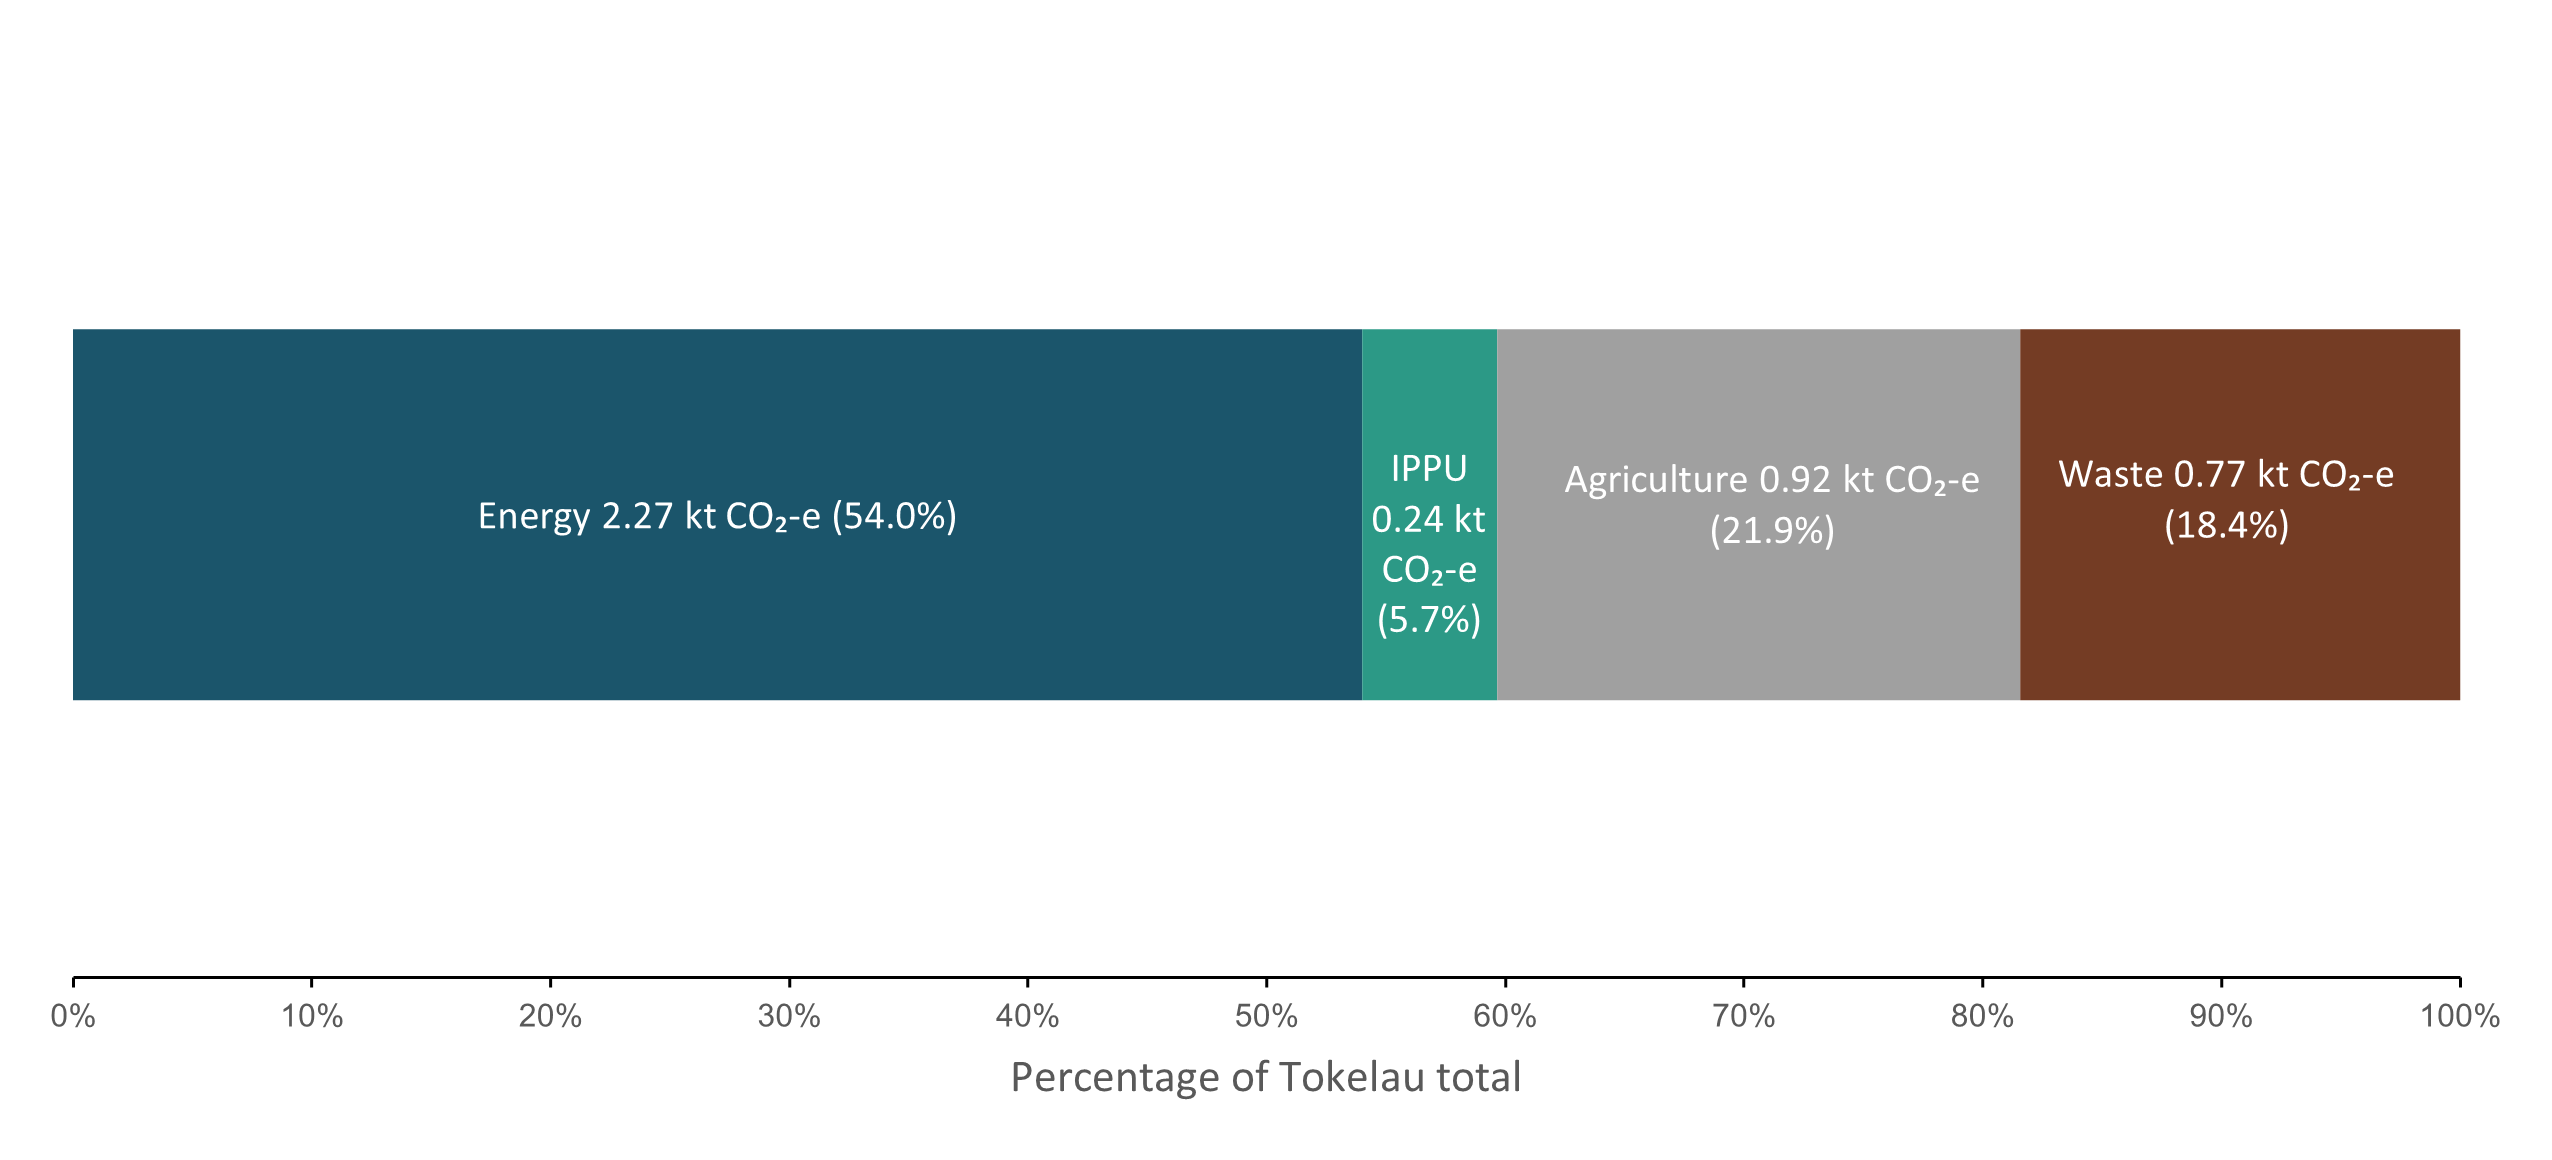 Energy 2.27 kt CO₂-e (54.0%)
IPPU
0.24 kt
CO₂-e
(5.7%)
Agriculture 0.92 kt CO₂-e
(21.9%)
Waste 0.77 kt CO₂-e
(18.4%)
0% 10% 20% 30% 40% 50% 60% 70% 80% 90% 100%
Percentage of Tokelau total